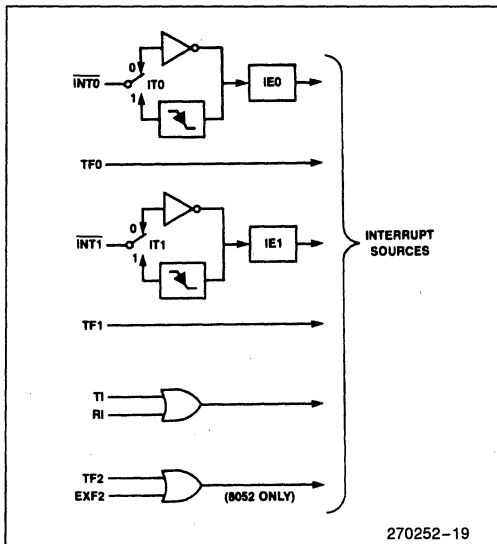 0
INT0
IT0
1
IE0
TF0
0
INT1
IT1
1
IE1
INTERRUPT
SOURCES
TF1
TI
RI
TF2
EXF2
(8052 ONLY)
270252-19